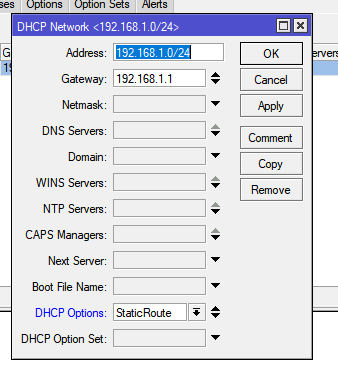 ses Options Option Sets Alerts
DHCP Network <192.168.1.0/24>
Address: 192.168.1.0/24
OK
Gateway: 192.168.1.1
Cancel
Netmask:
Apply
DNS Servers:
Domain:
Comment
WINS Servers:
Copy
NTP Servers:
Remove
CAPS Managers:
Next Server:
Boot File Name:
DHCP Options: StaticRoute
DHCP Option Set: